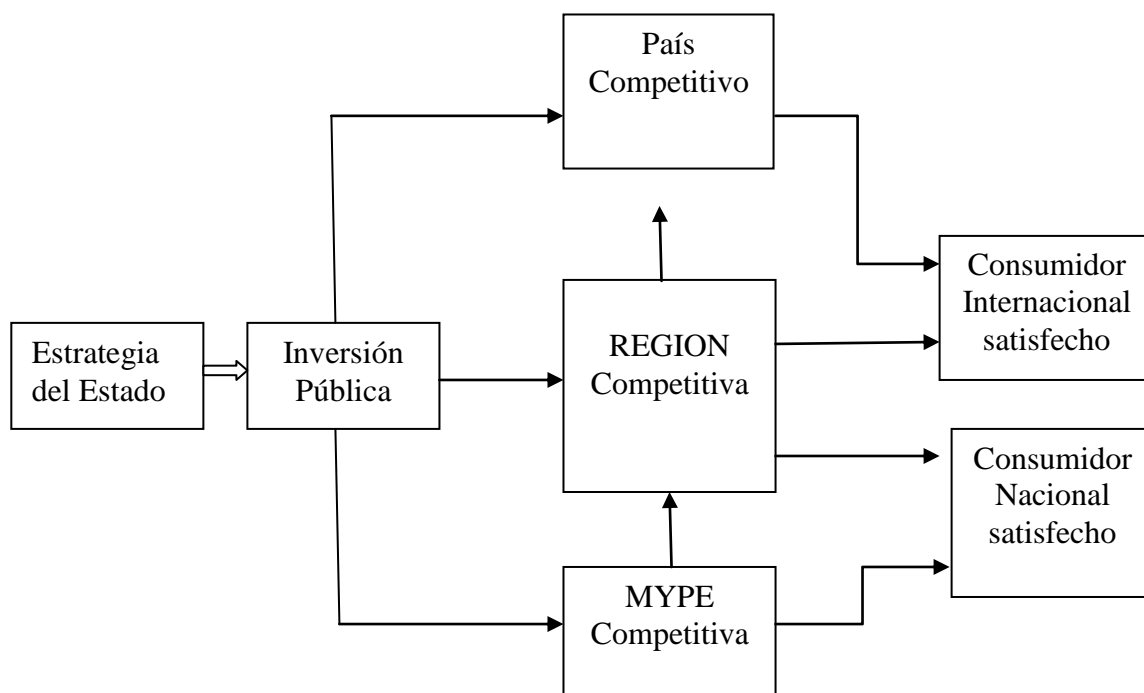 País
Competitivo
Consumidor
Internacional
satisfecho
Estrategia
del Estado
Inversión
Pública
REGION
Competitiva
Consumidor
Nacional
satisfecho
MYPE
Competitiva